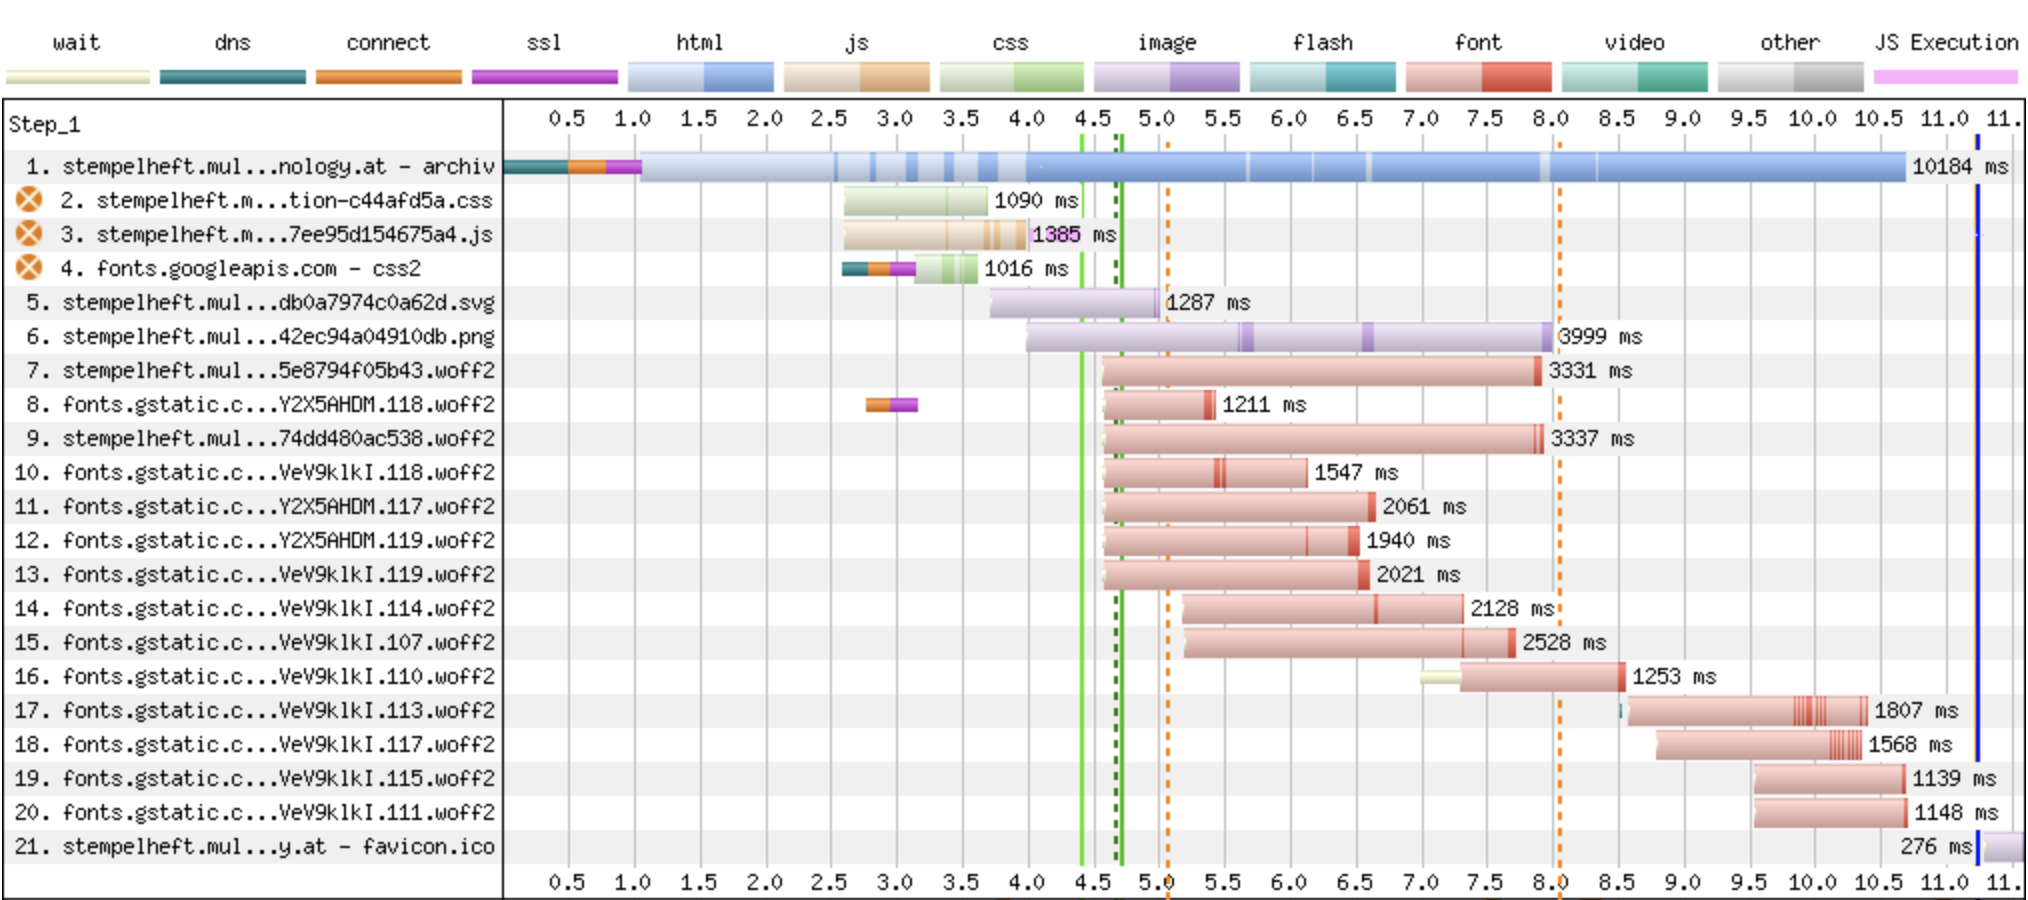 wait dns connect ssl html js css image flash font video other JS Execution
Step_1 0.5 1.0 1.5 2.0 2.5 3.0 3.5 4.0 4.5 5.0 5.5 6.0 6.5 7.0 7.5 8.0 8.5 9.0 9.5 10.0 10.5 11.0 11.
1. stempelheft.mul...nology.at - archiv 10184 ms
2. stempelheft.m...tion-c44afd5a.css 1090 ms
3. stempelheft.m...7ee95d154675a4.js 1385 ms
4. fonts.googleapis.com - css2 1016 ms
5. stempelheft.mul...db0a7974c0a62d.svg 1287 ms
6. stempelheft.mul...42ec94a04910db.png 3999 ms
7. stempelheft.mul...5e8794f05b43.woff2 3331 ms
8. fonts.gstatic.c...Y2X5AHDM.118.woff2 1211 ms
9. stempelheft.mul...74dd480ac538.woff2 3337 ms
10. fonts.gstatic.c...VeV9klkI.118.woff2 1547 ms
11. fonts.gstatic.c...Y2X5AHDM.117.woff2 2061 ms
12. fonts.gstatic.c...Y2X5AHDM.119.woff2 1940 ms
13. fonts.gstatic.c...VeV9klkI.119.woff2 2021 ms
14. fonts.gstatic.c...VeV9klkI.114.woff2 2128 ms
15. fonts.gstatic.c...VeV9klkI.107.woff2 2528 ms
16. fonts.gstatic.c...VeV9klkI.110.woff2 1253 ms
17. fonts.gstatic.c...VeV9klkI.113.woff2 1807 ms
18. fonts.gstatic.c...VeV9klkI.117.woff2 1568 ms
19. fonts.gstatic.c...VeV9klkI.115.woff2 1139 ms
20. fonts.gstatic.c...VeV9klkI.111.woff2 1148 ms
21. stempelheft.mul...y.at - favicon.ico 276 ms
0.5 1.0 1.5 2.0 2.5 3.0 3.5 4.0 4.5 5.0 5.5 6.0 6.5 7.0 7.5 8.0 8.5 9.0 9.5 10.0 10.5 11.0 11.